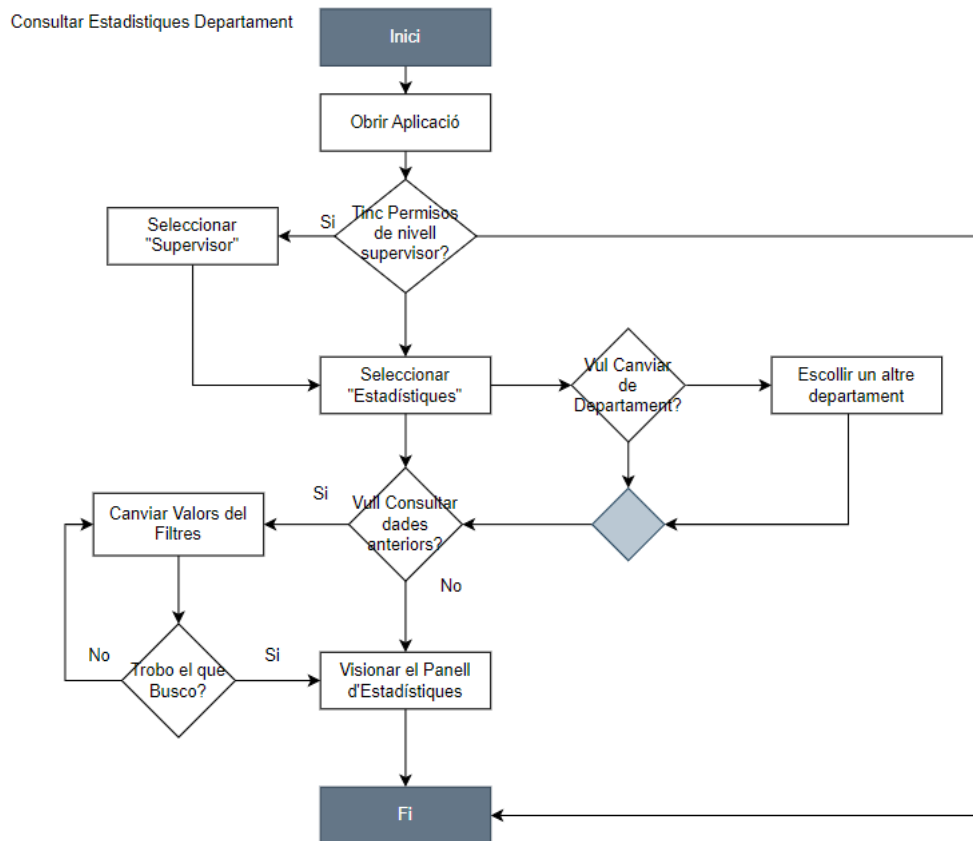 Consultar Estadistiques Departament
Inici
Obrir Aplicació
Tinc Permisos
de nivell
supervisor?
Si
Seleccionar
"Supervisor"
Seleccionar
"Estadístiques"
Vul Canviar
de
Departament?
Escollir un altre
departament
Vull Consultar
dades
anteriors?
Si
Canviar Valors del
Filtres
No
Trobo el que
Busco?
No
Si
Visionar el Panell
d'Estadístiques
Fi